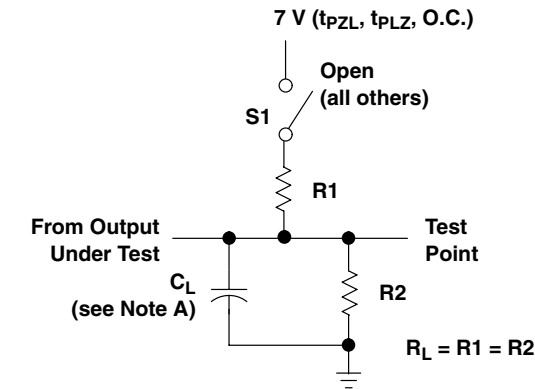 7 V (tPZL, tPLZ, O.C.)
Open
(all others)
S1
R1
From Output
Under Test
Test
Point
CL
(see Note A)
R2
RL = R1 = R2